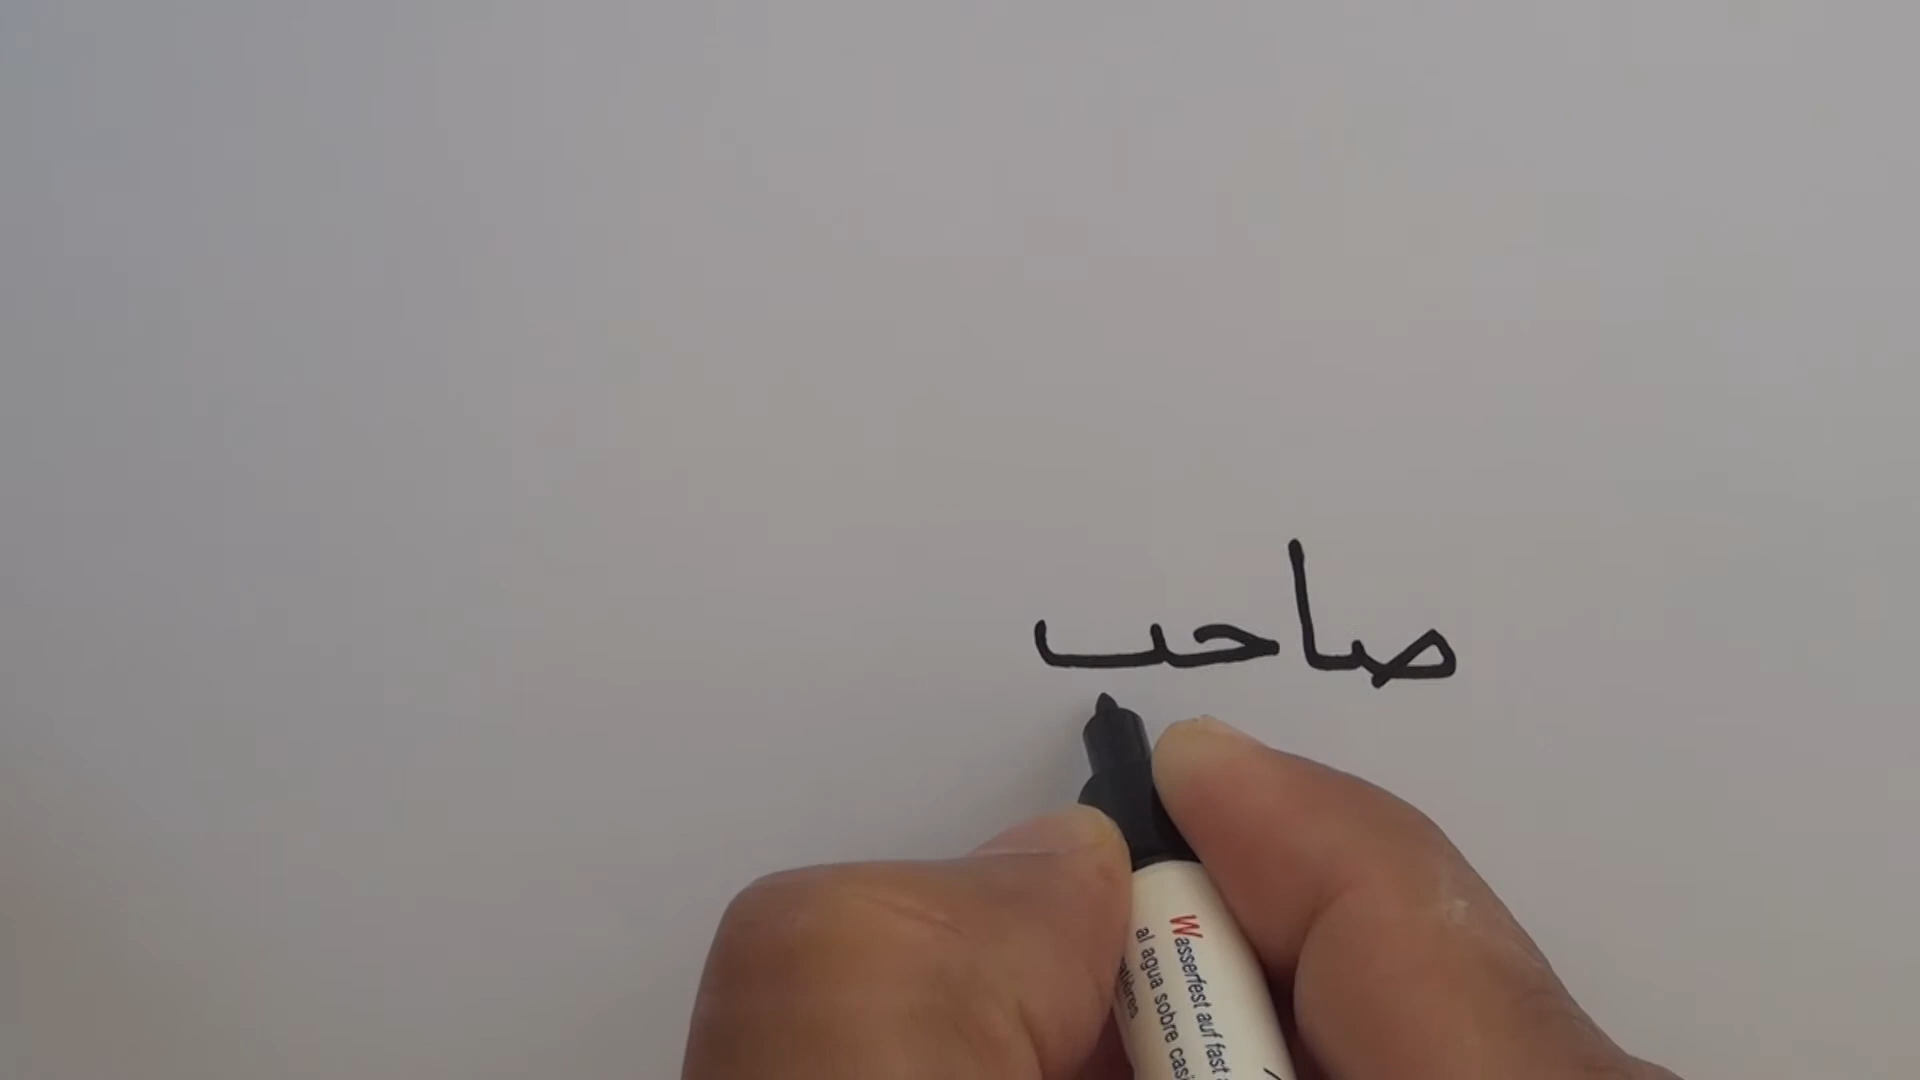 صاحب
Wasserfest auf fast
al agua sobre casi